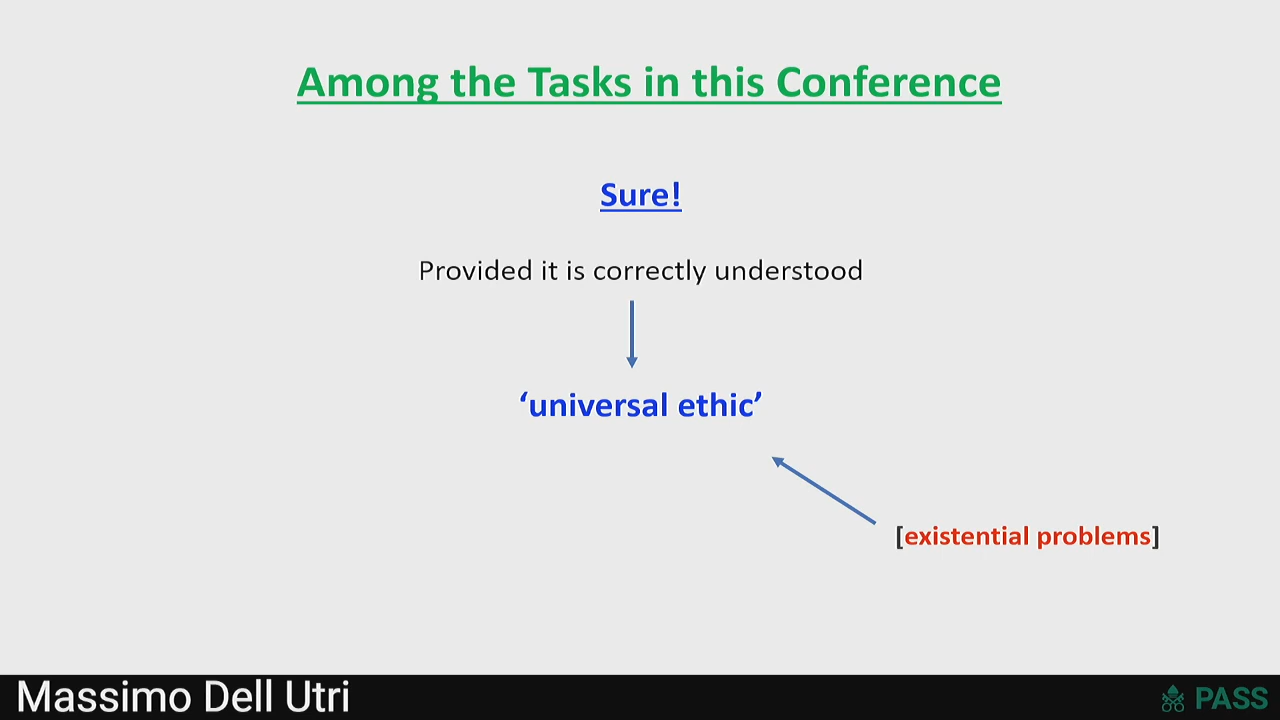 Among the Tasks in this Conference
Sure!
Provided it is correctly understood
‘universal ethic’
[existential problems]
Massimo Dell Utri
PASS